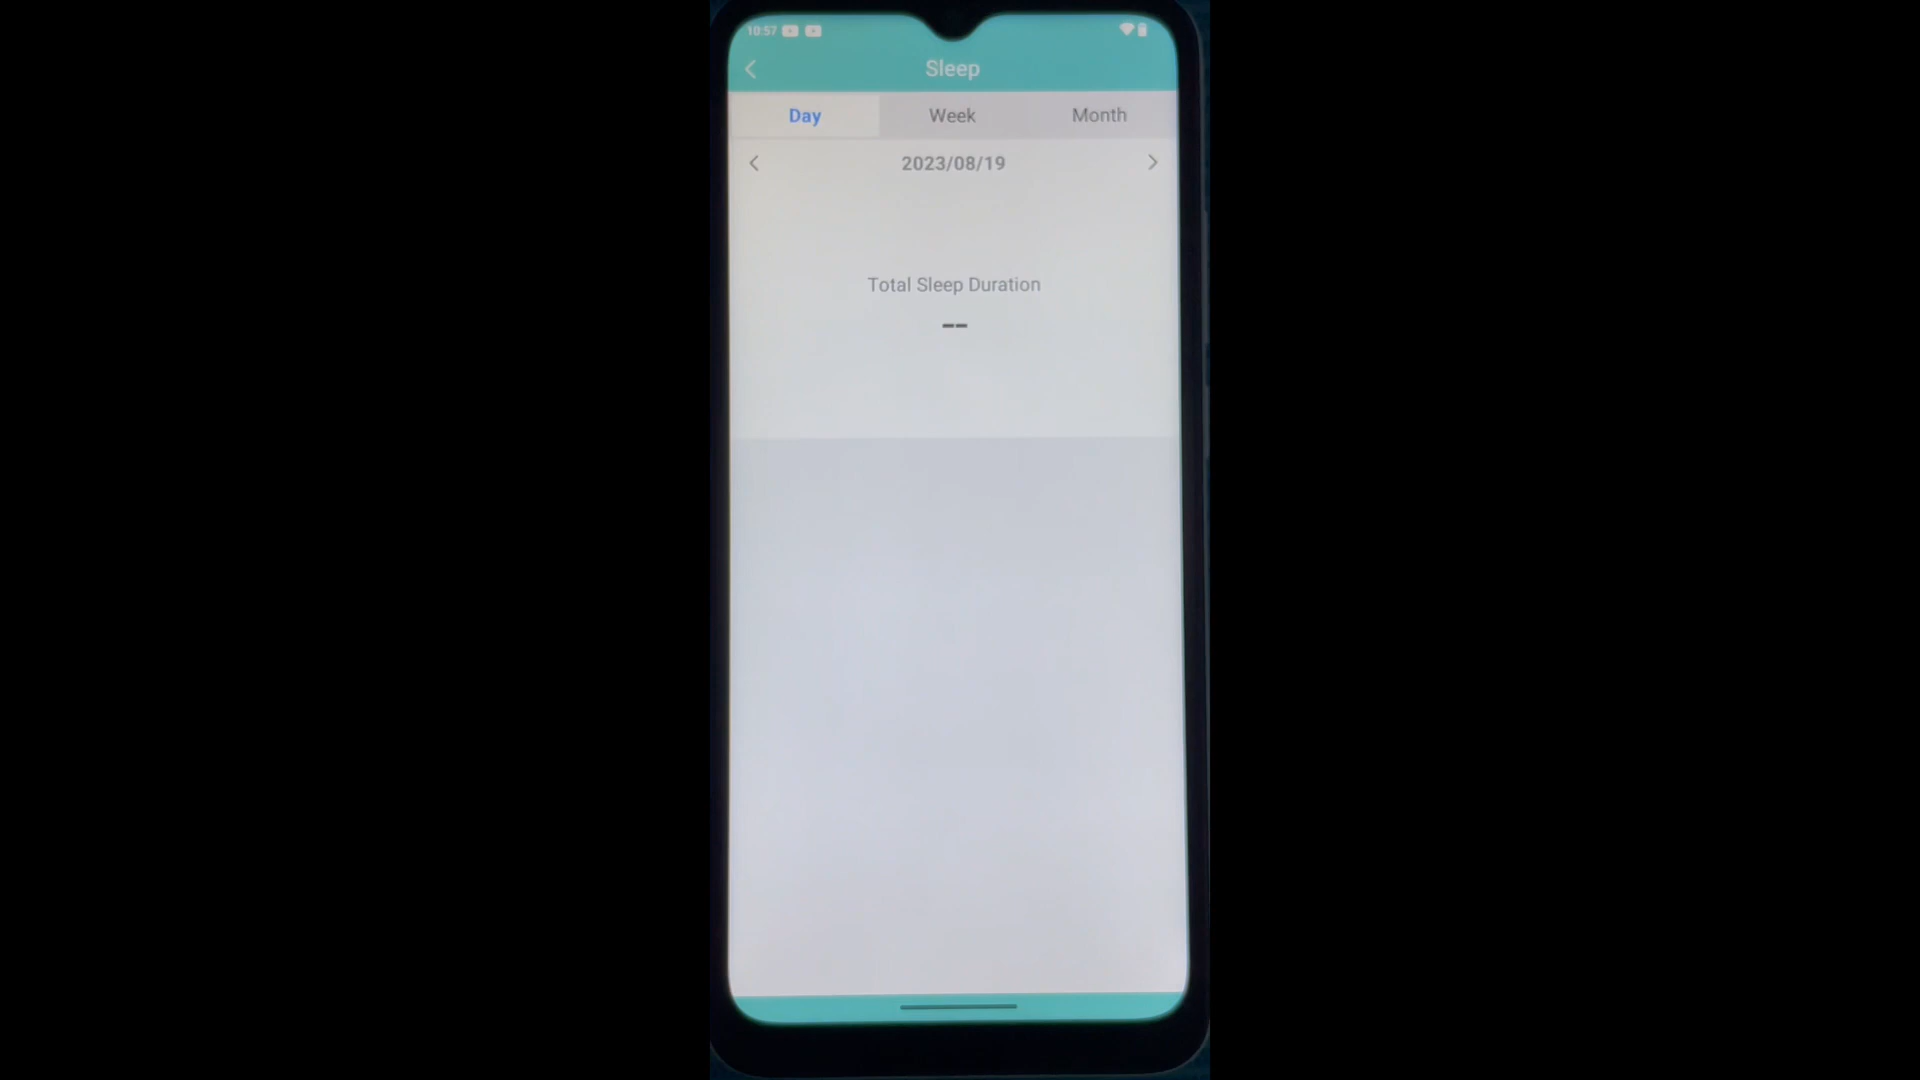 10:57
Sleep
Day Week Month
2023/08/19
Total Sleep Duration
--